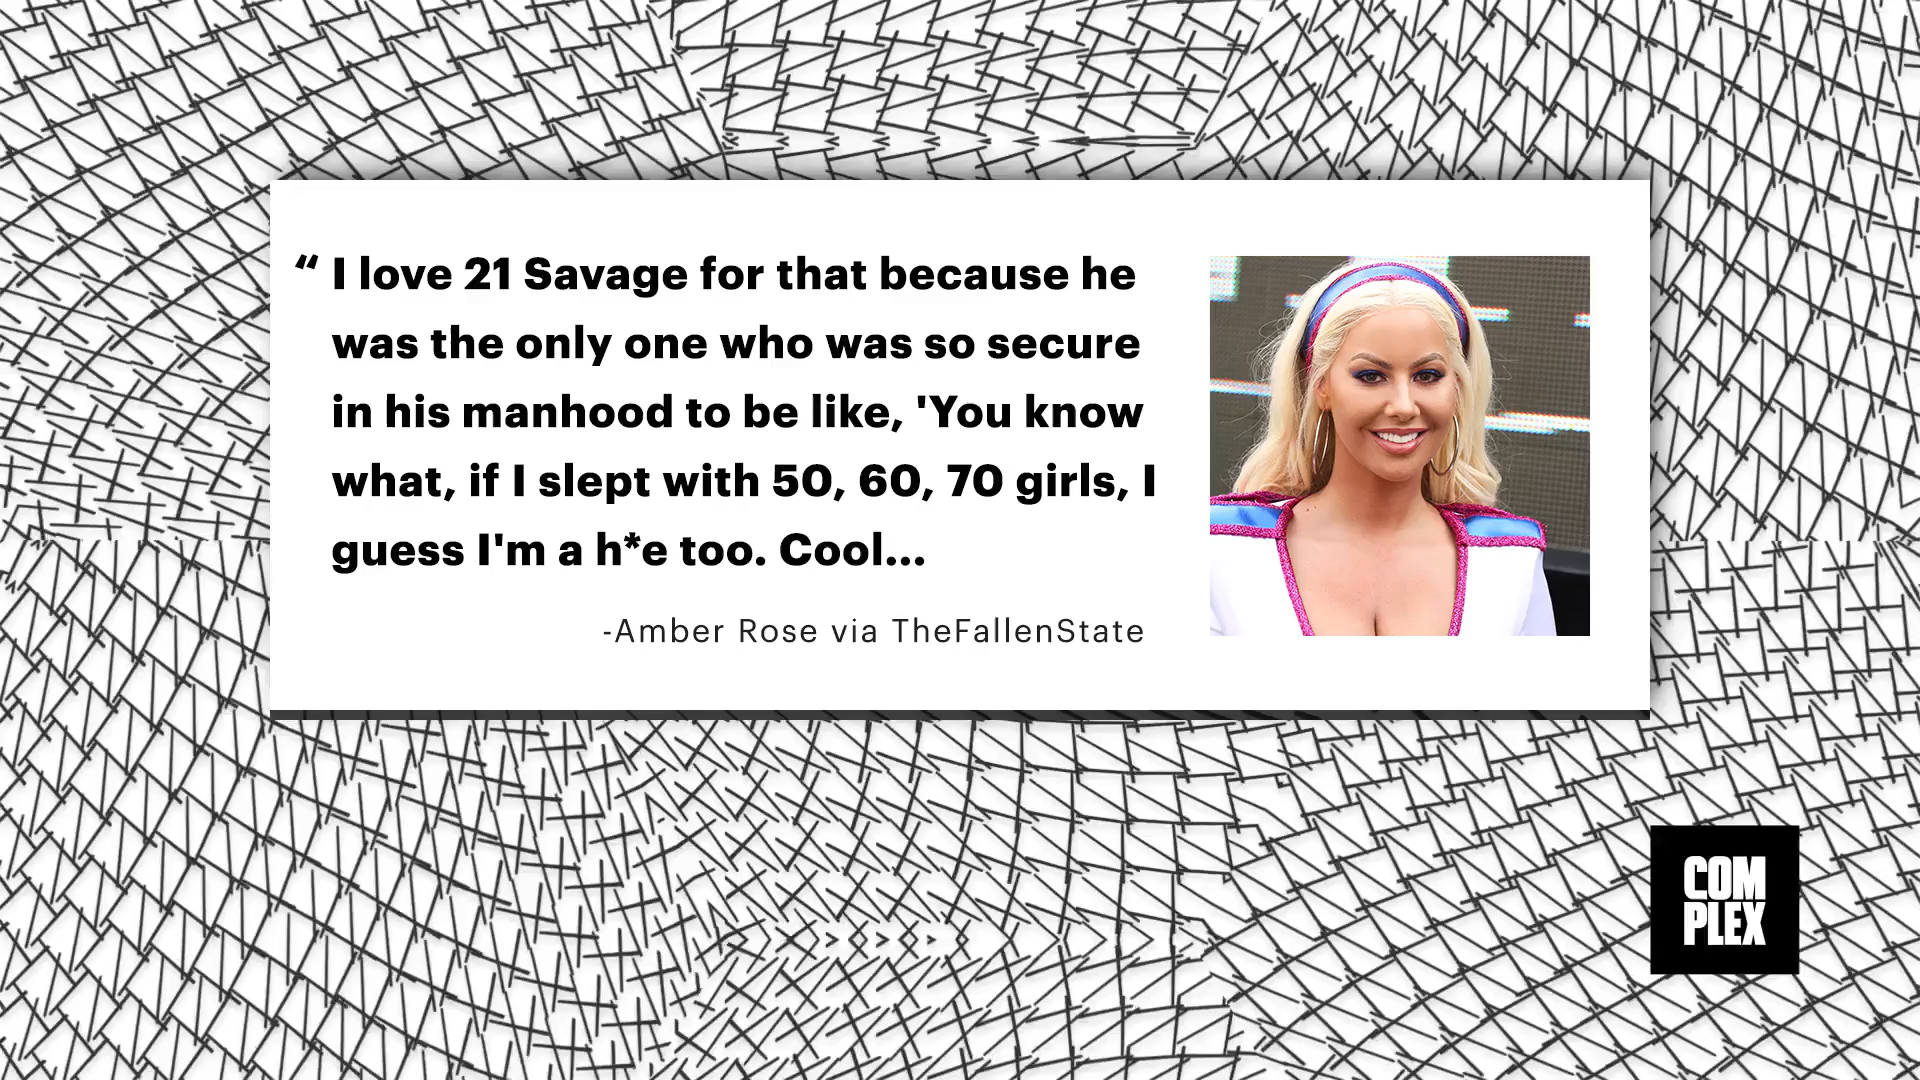 “ I love 21 Savage for that because he
was the only one who was so secure
in his manhood to be like, 'You know
what, if I slept with 50, 60, 70 girls, I
guess I'm a h*e too. Cool...
-Amber Rose via TheFallenState
COM
PLEX